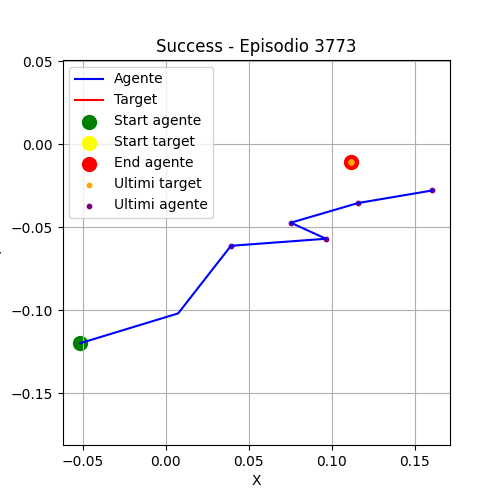 Success - Episodio 3773
Agente
Target
Start agente
Start target
End agente
Ultimi target
Ultimi agente
0.05
0.00
−0.05
−0.10
−0.15
−0.05
0.00
0.05
0.10
0.15
X